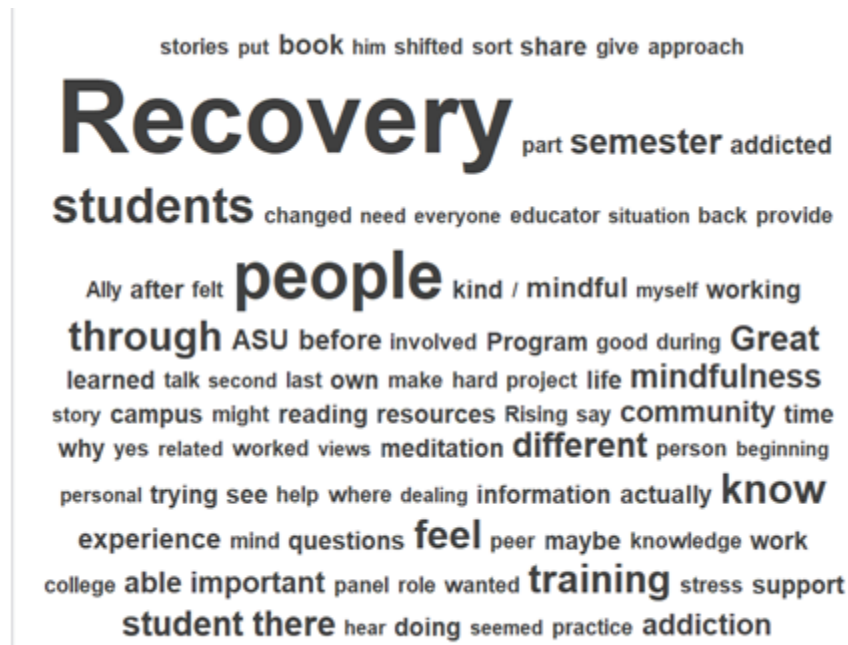 stories put book him shifted sort share give approach
Recovery part semester addicted
students changed need everyone educator situation back provide
Ally after felt people kind / mindful myself working
through ASU before involved Program good during Great
learned talk second last own make hard project life mindfulness
story campus might reading resources Rising say community time
why yes related worked views meditation different person beginning
personal trying see help where dealing information actually know
experience mind questions feel peer maybe knowledge work
college able important panel role wanted training stress support
student there hear doing seemed practice addiction